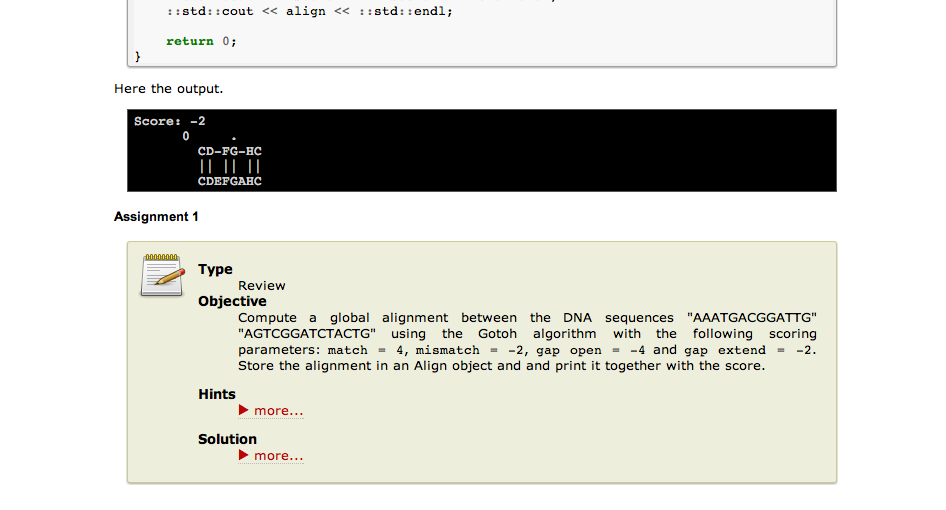 ::std::cout << align << ::std::endl;
return 0;
}
Here the output.
Score: -2
0 .
CD-FG-HC
|| || ||
CDEFGAHC
Assignment 1
Type
Review
Objective
Compute a global alignment between the DNA sequences "AAATGACGGATTG"
"AGTCGGATCTACTG" using the Gotoh algorithm with the following scoring
parameters: match = 4, mismatch = -2, gap open = -4 and gap extend = -2.
Store the alignment in an Align object and and print it together with the score.
Hints
more...
Solution
more...